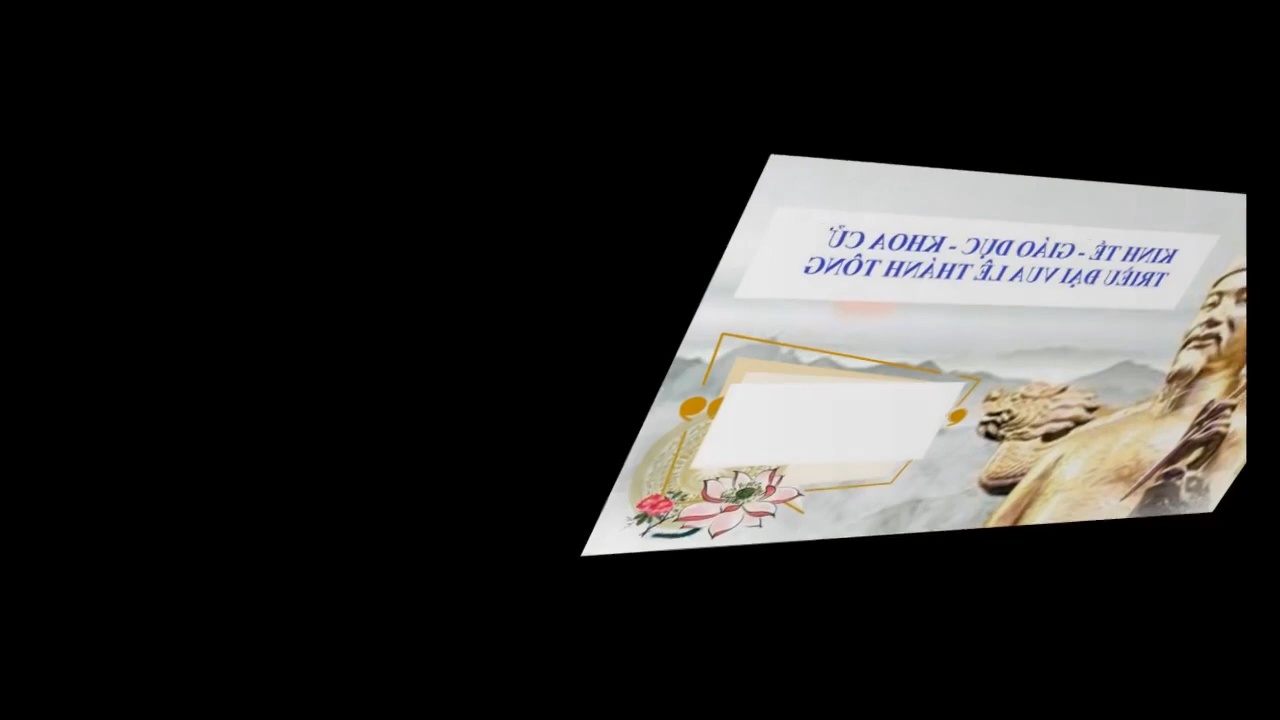 KINH TẾ - GIÁO DỤC - KHOA CỬ
TRIỀU ĐẠI VUA LÊ THÁNH TÔNG